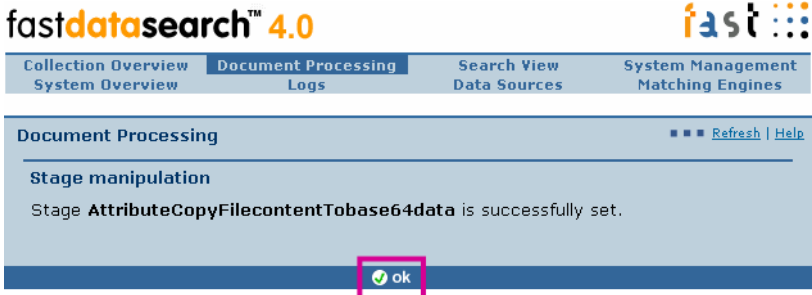 fastdatasearch™ 4.0
fast
Collection Overview Document Processing Search View System Management
System Overview Logs Data Sources Matching Engines
Document Processing Refresh | Help
Stage manipulation
Stage AttributeCopyFilecontentTobase64data is successfully set.
ok